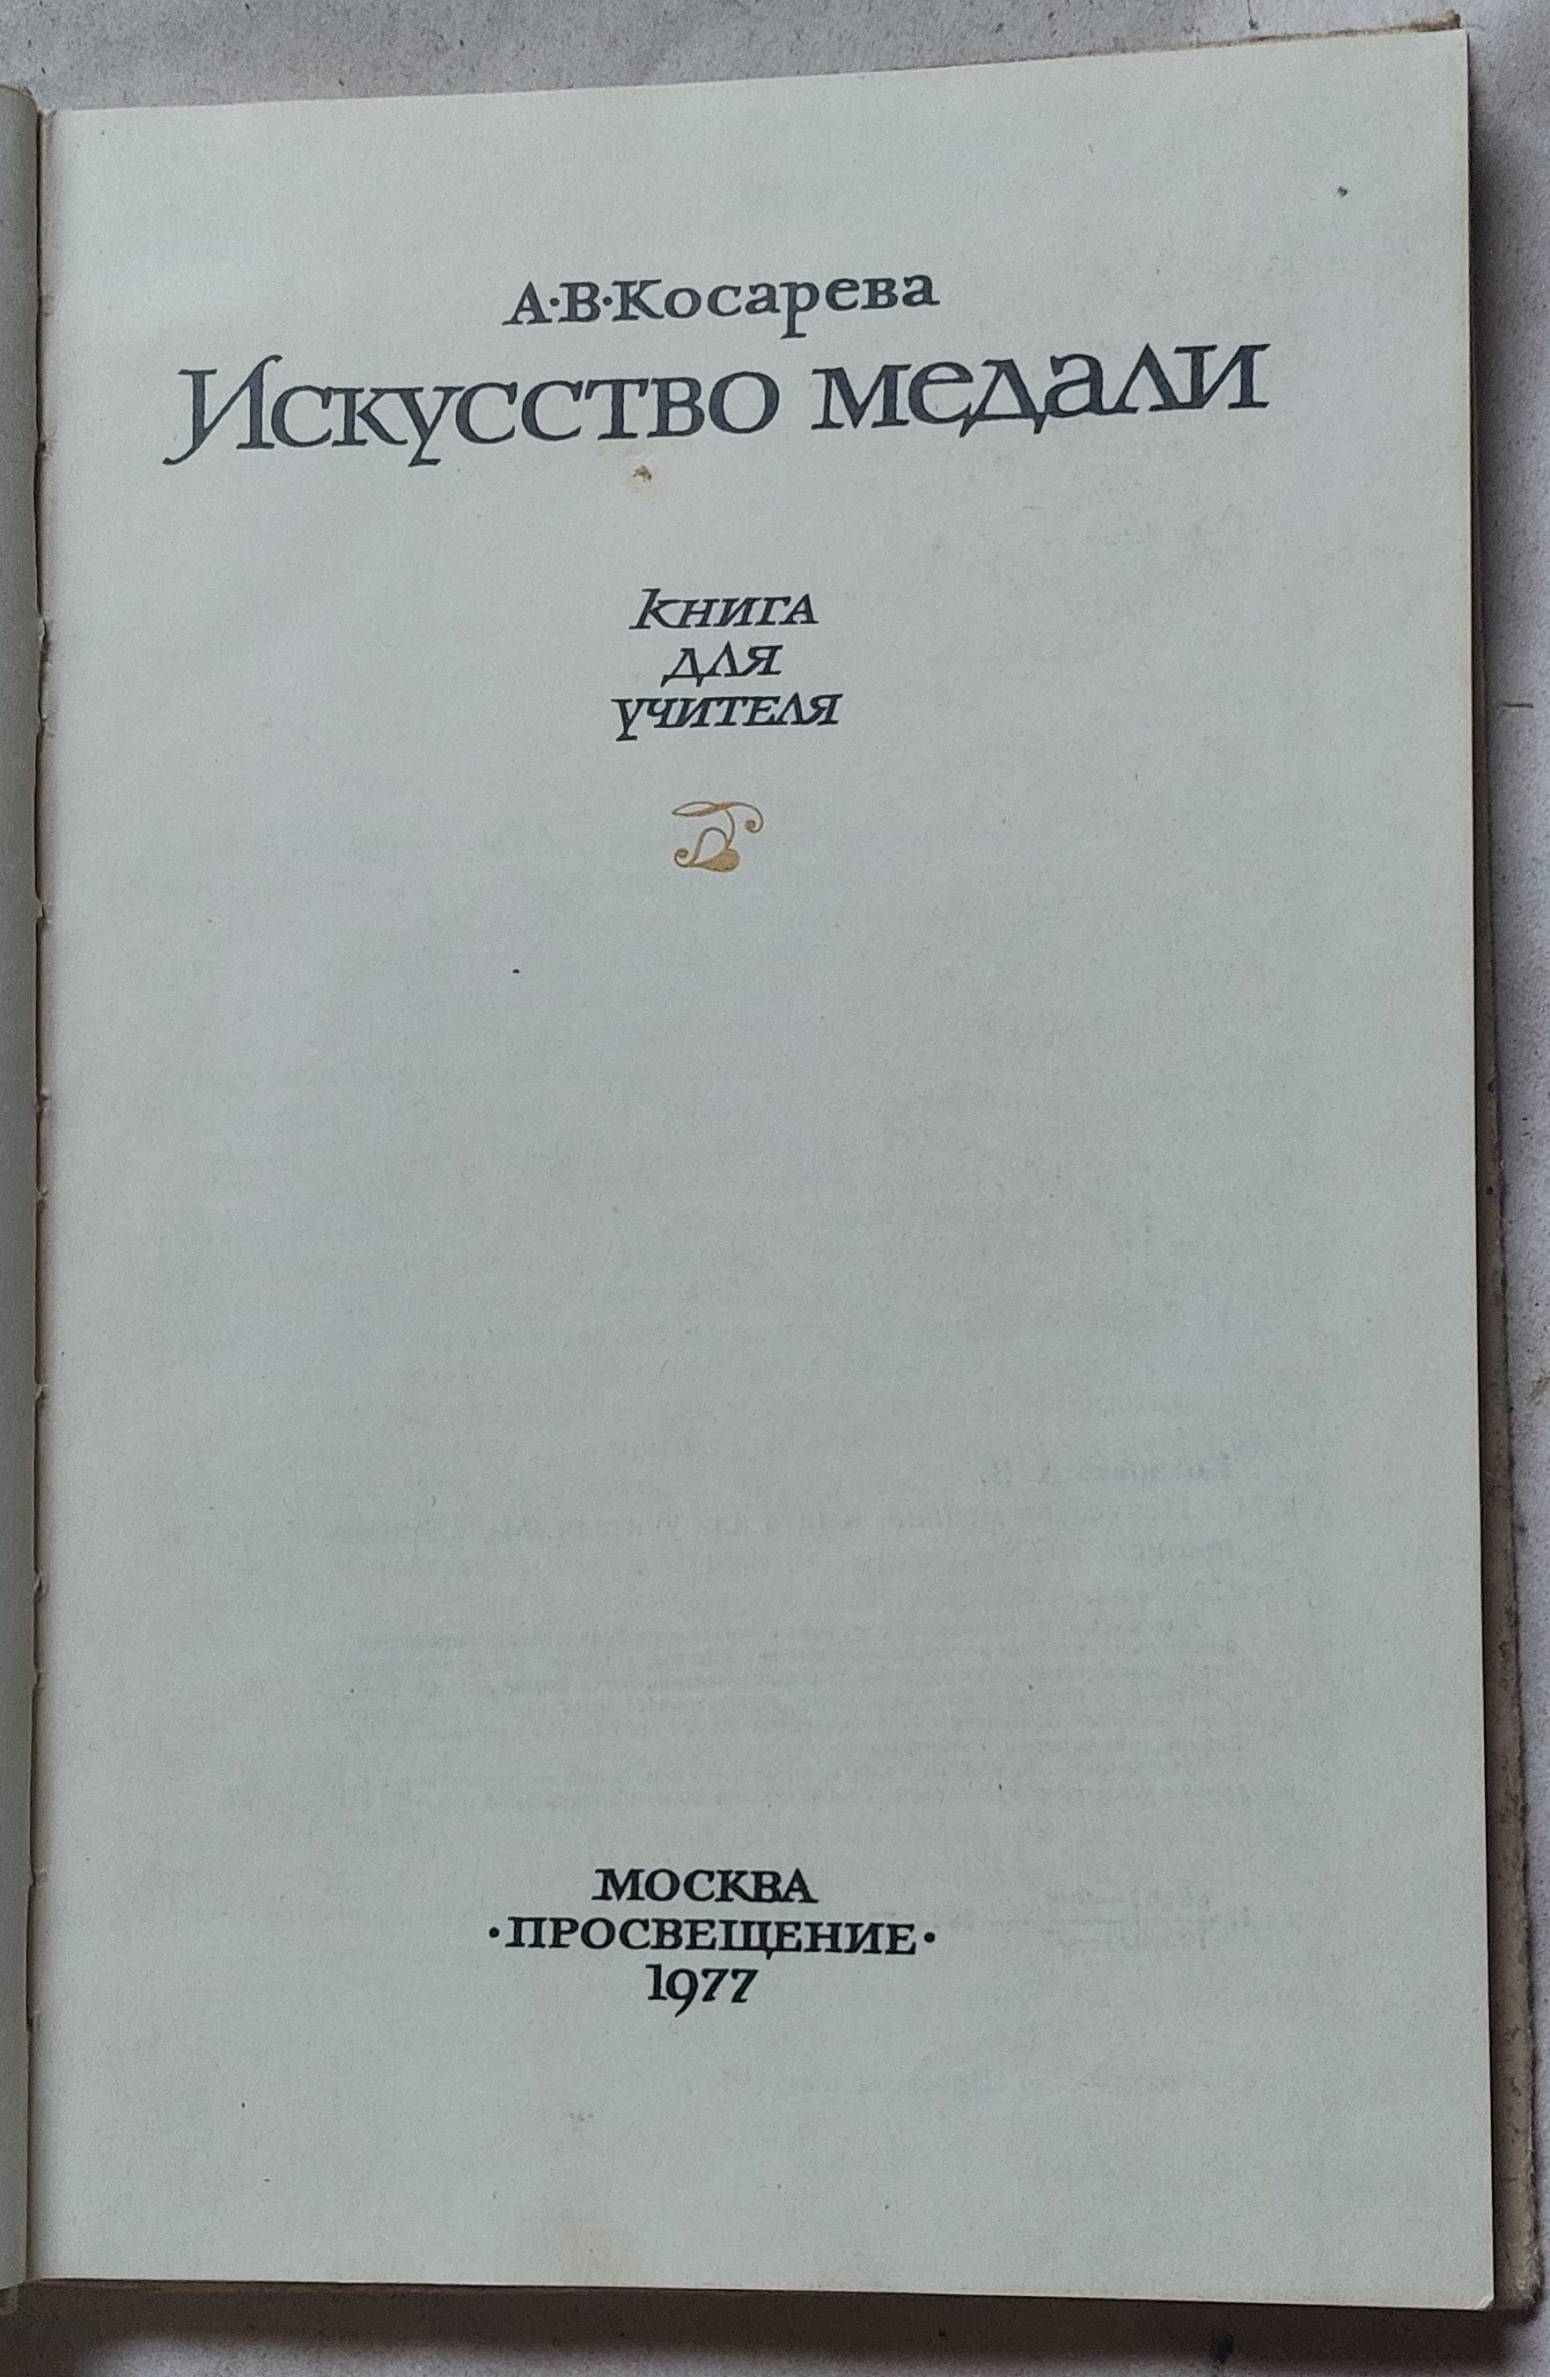 А·В·Косарева
Искусство медали
Книга
для
учителя
МОСКВА
·ПРОСВЕЩЕНИЕ·
1977